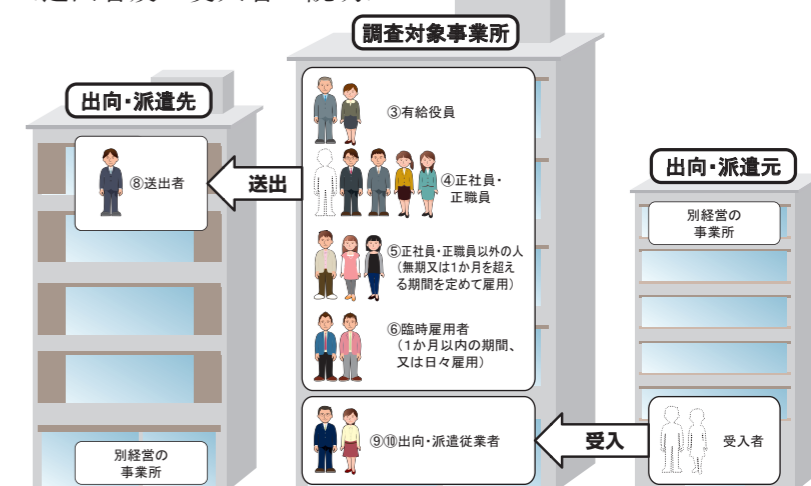 調査対象事業所
出向・派遣先
出向・派遣元
③有給役員
⑧送出者
送出
④正社員・
正職員
別経営の
事業所
⑤正社員・正職員以外の人
(無期又は1か月を超え
る期間を定めて雇用)
⑥臨時雇用者
(1か月以内の期間、
又は日々雇用)
⑨⑩出向・派遣従業者
受入
受入者
別経営の
事業所